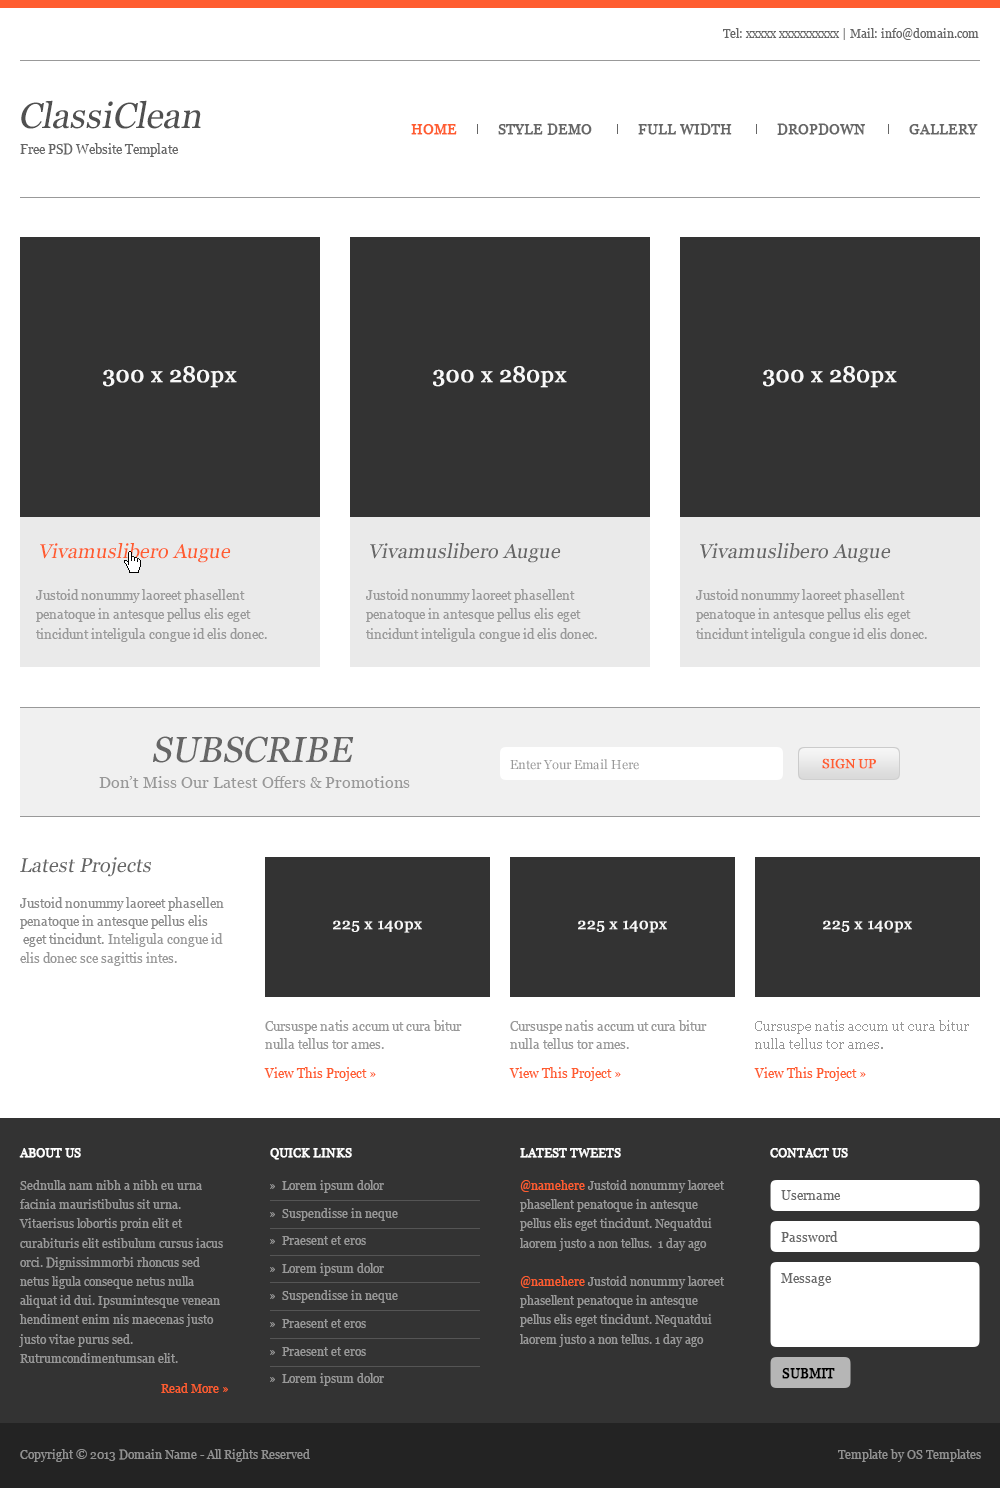 Tel: xxxxx xxxxxxxxxx | Mail: info@domain.com
ClassiClean
Free PSD Website Template
HOME | STYLE DEMO | FULL WIDTH | DROPDOWN | GALLERY
300 x 280px
300 x 280px
300 x 280px
Vivamuslibero Augue
Justoid nonummy laoreet phasellent
penatoque in antesque pellus elis eget
tincidunt inteligula congue id elis donec.
Vivamuslibero Augue
Justoid nonummy laoreet phasellent
penatoque in antesque pellus elis eget
tincidunt inteligula congue id elis donec.
Vivamuslibero Augue
Justoid nonummy laoreet phasellent
penatoque in antesque pellus elis eget
tincidunt inteligula congue id elis donec.
SUBSCRIBE
Don't Miss Our Latest Offers & Promotions
Enter Your Email Here
SIGN UP
Latest Projects
Justoid nonummy laoreet phasellen
penatoque in antesque pellus elis
eget tincidunt. Inteligula congue id
elis donec sce sagittis intes.
225 x 140px
Cursuspe natis accum ut cura bitur
nulla tellus tor ames.
View This Project »
225 x 140px
Cursuspe natis accum ut cura bitur
nulla tellus tor ames.
View This Project »
225 x 140px
Cursuspe natis accum ut cura bitur
nulla tellus tor ames.
View This Project »
ABOUT US
Sednulla nam nibh a nibh eu urna
facinia mauristibulus sit urna.
Vitaerisus lobortis proin elit et
curabituris elit estibulum cursus iacus
orci. Dignissimmorbi rhoncus sed
netus ligula conseque netus nulla
aliquat id dui. Ipsumintesque venean
hendiment enim nis maecenas justo
justo vitae purus sed.
Rutrumcondimentumsan elit.
Read More »
QUICK LINKS
» Lorem ipsum dolor
» Suspendisse in neque
» Praesent et eros
» Lorem ipsum dolor
» Suspendisse in neque
» Praesent et eros
» Praesent et eros
» Lorem ipsum dolor
LATEST TWEETS
@namehere Justoid nonummy laoreet
phasellent penatoque in antesque
pellus elis eget tincidunt. Nequatdui
laorem justo a non tellus. 1 day ago
@namehere Justoid nonummy laoreet
phasellent penatoque in antesque
pellus elis eget tincidunt. Nequatdui
laorem justo a non tellus. 1 day ago
CONTACT US
Username
Password
Message
SUBMIT
Copyright © 2013 Domain Name - All Rights Reserved
Template by OS Templates